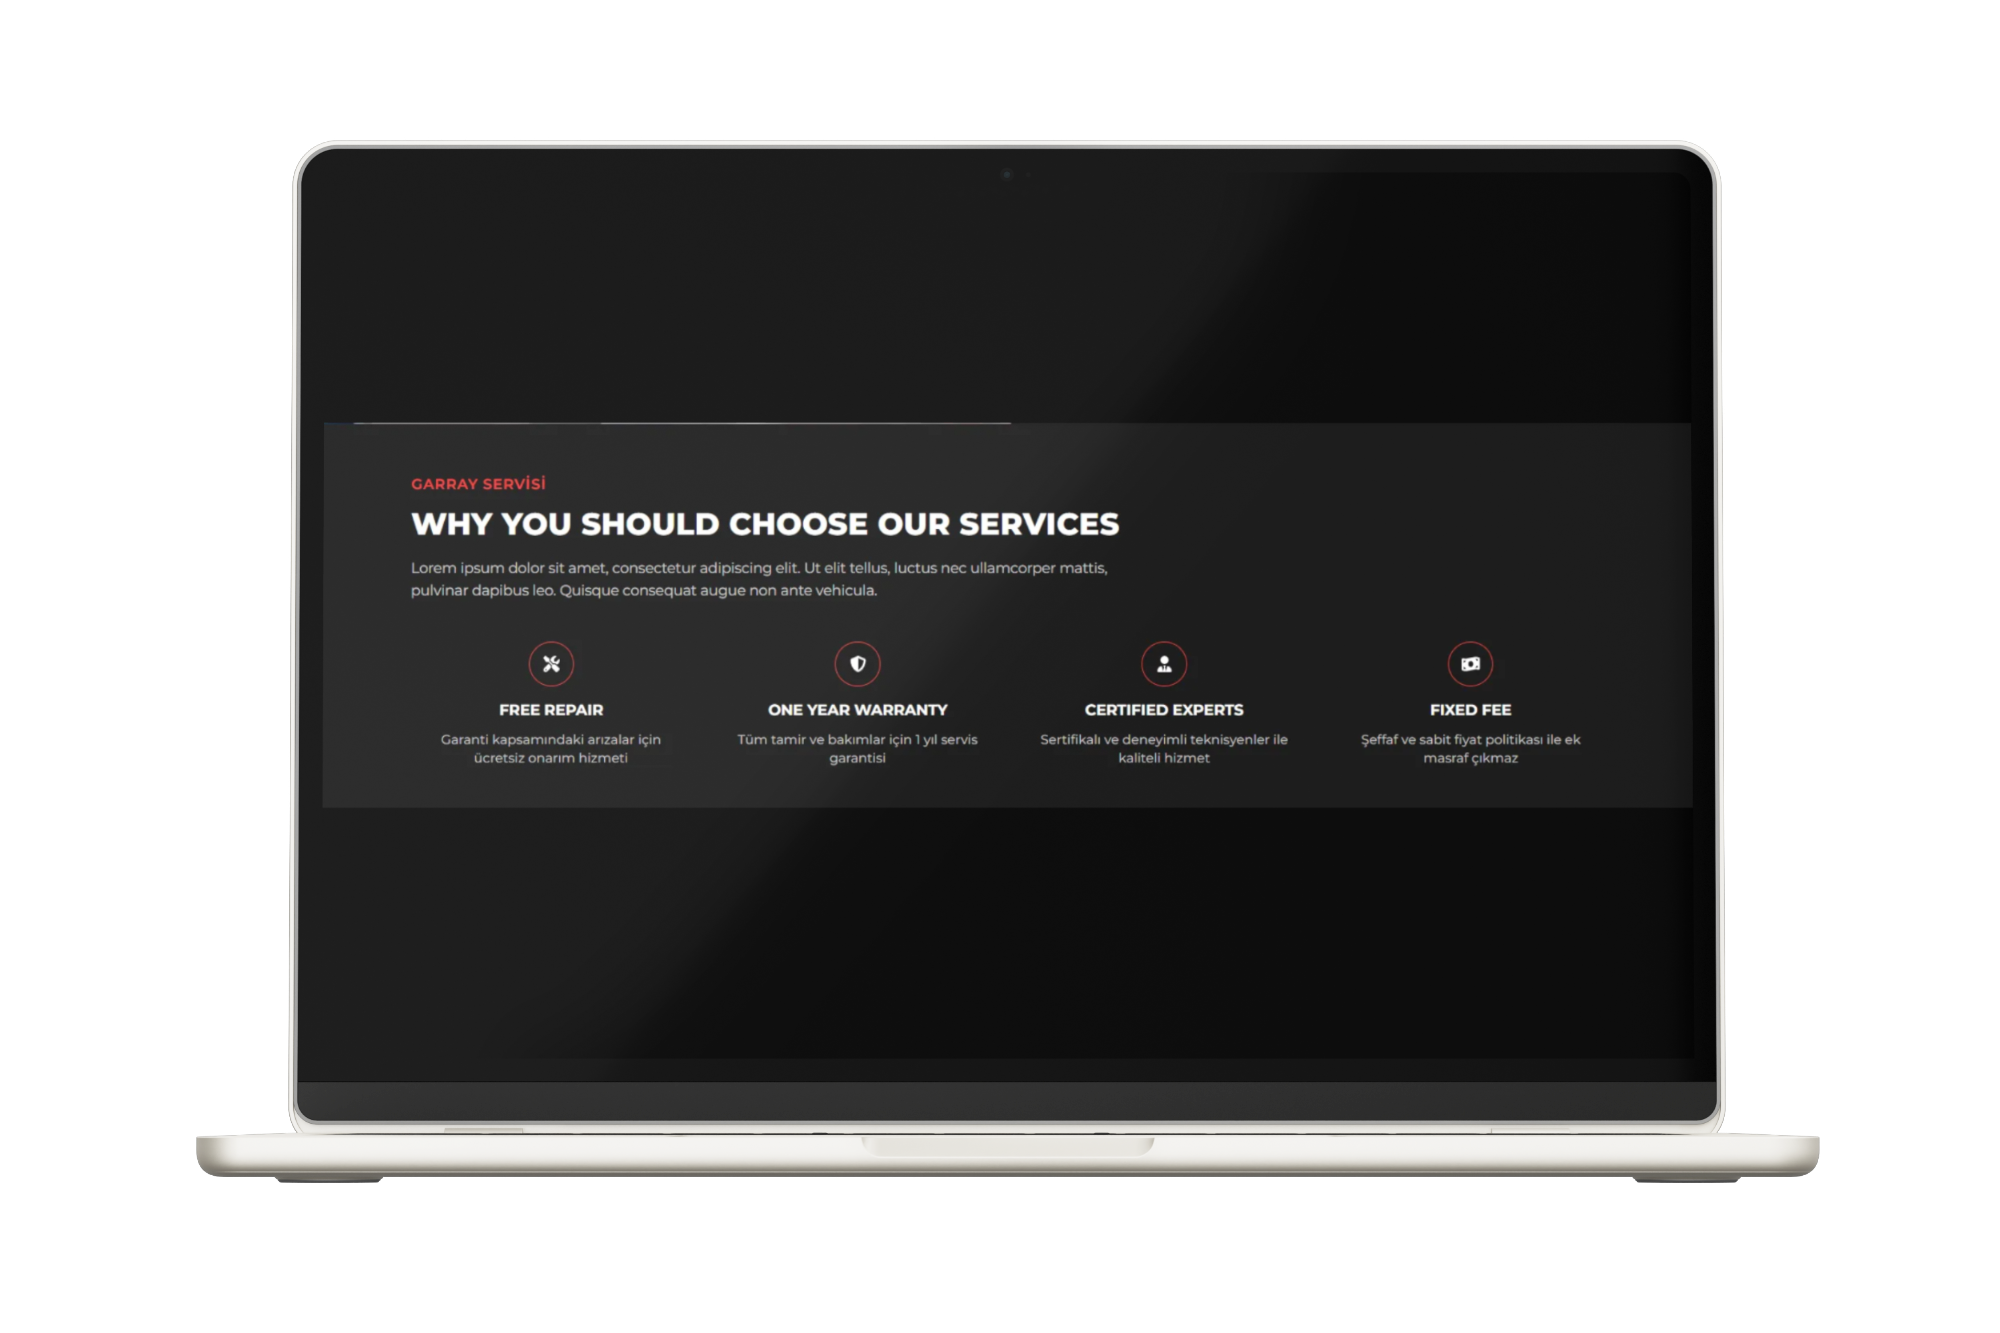 GARRAY SERVİSİ
WHY YOU SHOULD CHOOSE OUR SERVICES
Lorem ipsum dolor sit amet, consectetur adipiscing elit. Ut elit tellus, luctus nec ullamcorper mattis,
pulvinar dapibus leo. Quisque consequat augue non ante vehicula.
FREE REPAIR
Garanti kapsamındaki arızalar için
ücretsiz onarım hizmeti
ONE YEAR WARRANTY
Tüm tamir ve bakımlar için 1 yıl servis
garantisi
CERTIFIED EXPERTS
Sertifikalı ve deneyimli teknisyenler ile
kaliteli hizmet
FIXED FEE
Şeffaf ve sabit fiyat politikası ile ek
masraf çıkmaz